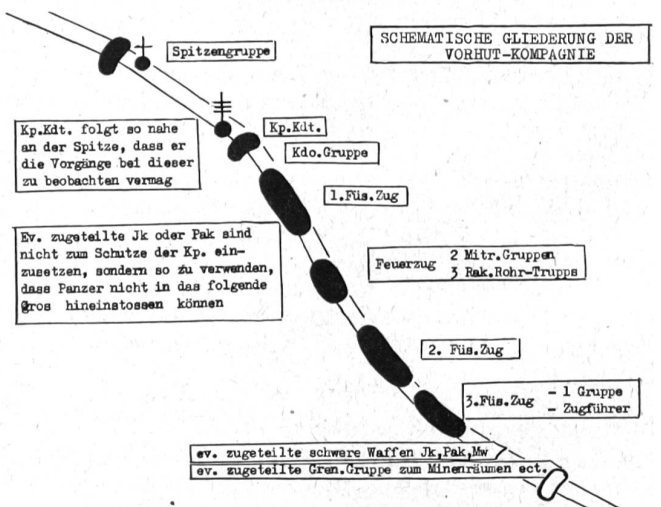 SCHEMATISCHE GLIEDERUNG DER
VORHUT-KOMPAGNIE
Spitzengruppe
Kp.Kdt. folgt so nahe
an der Spitze, dass er
die Vorgänge bei dieser
zu beobachten vermag
Kp.Kdt.
Kdo.Gruppe
1.Füs.Zug
Ev. zugeteilte Jk oder Pak sind
nicht zum Schutze der Kp. ein-
zusetzen, sondern so zu verwenden,
dass Panzer nicht in das folgende
Gros hineinstossen können
Feuerzug 2 Mitr.Gruppen
3 Rak.Rohr-Trupps
2. Füs.Zug
3.Füs.Zug - 1 Gruppe
- Zugführer
ev. zugeteilte schwere Waffen Jk,Pak,Mw
ev. zugeteilte Gren.Gruppe zum Minenräumen ect.